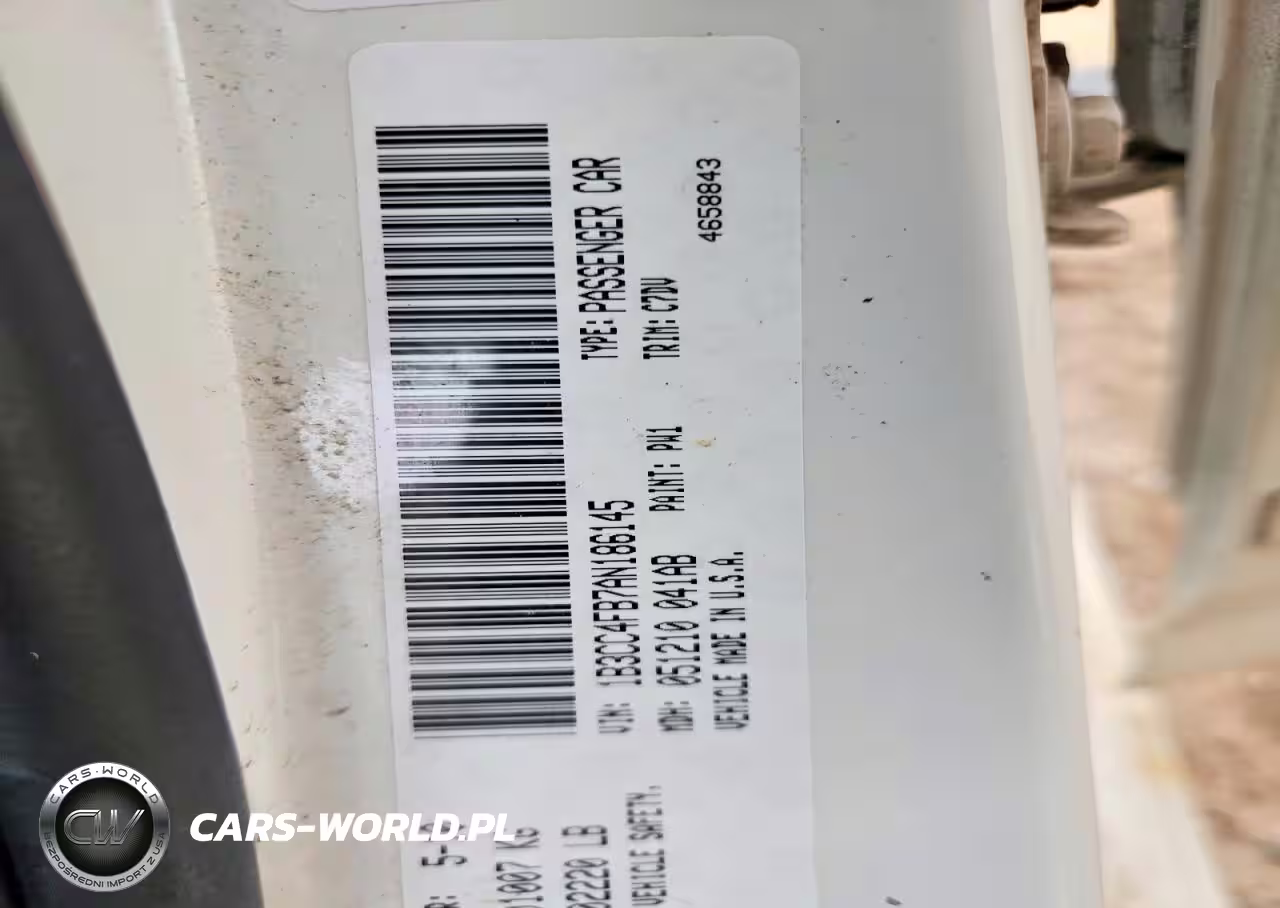 TYPE: PASSENGER CAR
VIN: 1B3CC4FB7AN186145
MDH: 051210 041AB PAINT: PW1 TRIM: C7DV
VEHICLE MADE IN U.S.A. 4658843
1007 KG
02220 LB
VEHICLE SAFETY,
CARS-WORLD
CW
BEZPOŚREDNI IMPORT Z USA
CARS-WORLD.PL